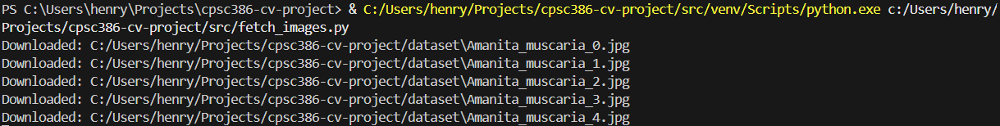 PS C:\Users\henry\Projects\cpsc386-cv-project> & C:/Users/henry/Projects/cpsc386-cv-project/src/venv/Scripts/python.exe c:/Users/henry/
Projects/cpsc386-cv-project/src/fetch_images.py
Downloaded: C:/Users/henry/Projects/cpsc386-cv-project/dataset\Amanita_muscaria_0.jpg
Downloaded: C:/Users/henry/Projects/cpsc386-cv-project/dataset\Amanita_muscaria_1.jpg
Downloaded: C:/Users/henry/Projects/cpsc386-cv-project/dataset\Amanita_muscaria_2.jpg
Downloaded: C:/Users/henry/Projects/cpsc386-cv-project/dataset\Amanita_muscaria_3.jpg
Downloaded: C:/Users/henry/Projects/cpsc386-cv-project/dataset\Amanita_muscaria_4.jpg